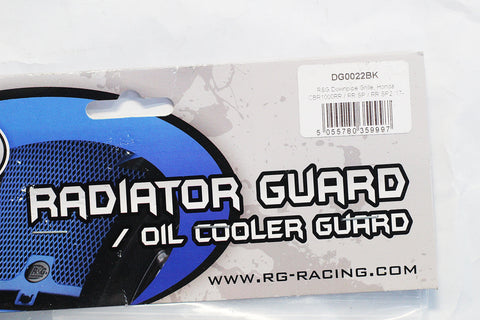 DG0022BK
R&G Downpipe Grille, Honda
CBR1000RR / RR SP / RR SP2 '17-
5 055780 359997
RADIATOR GUARD
/ OIL COOLER GUARD
R&G
WWW.RG-RACING.COM